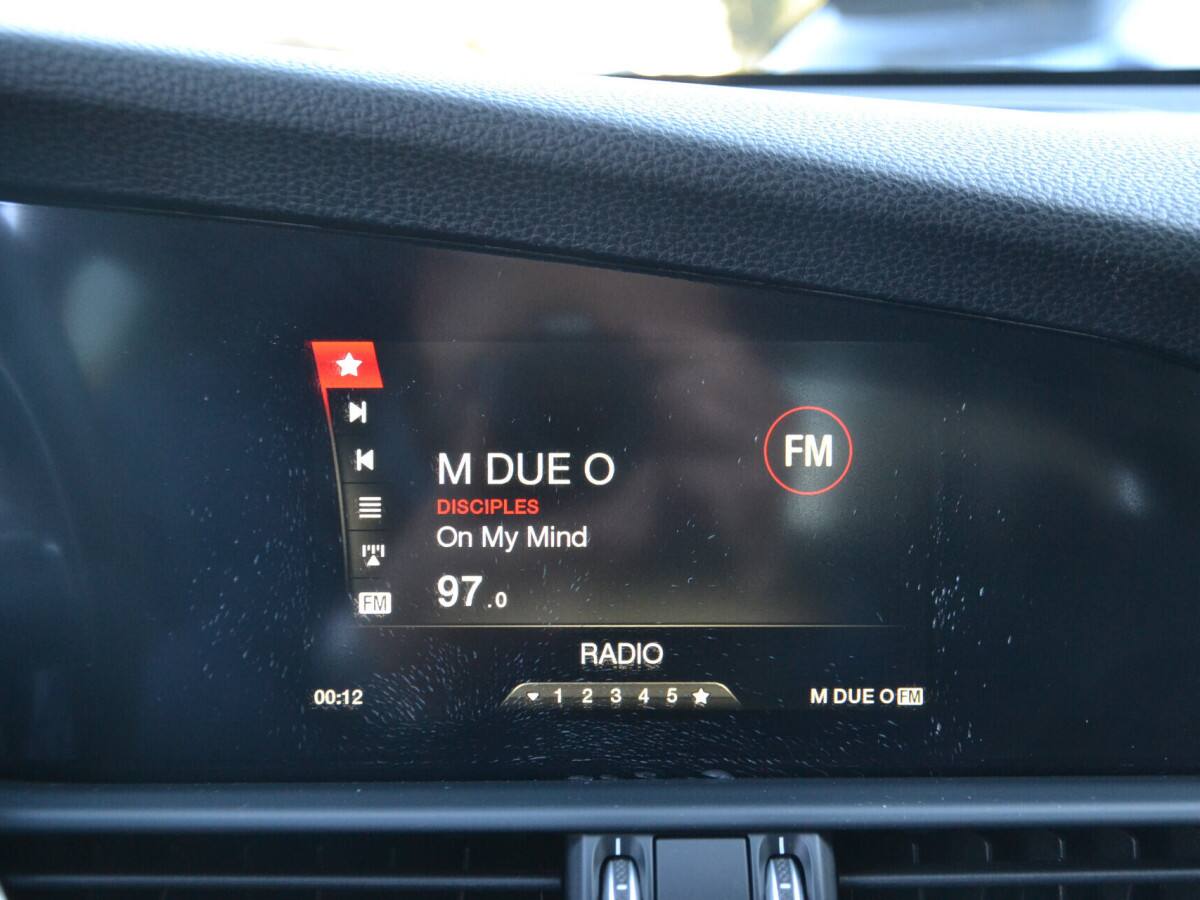 M DUE O
FM
DISCIPLES
On My Mind
97.0
FM
RADIO
00:12
1 2 3 4 5
M DUE O FM